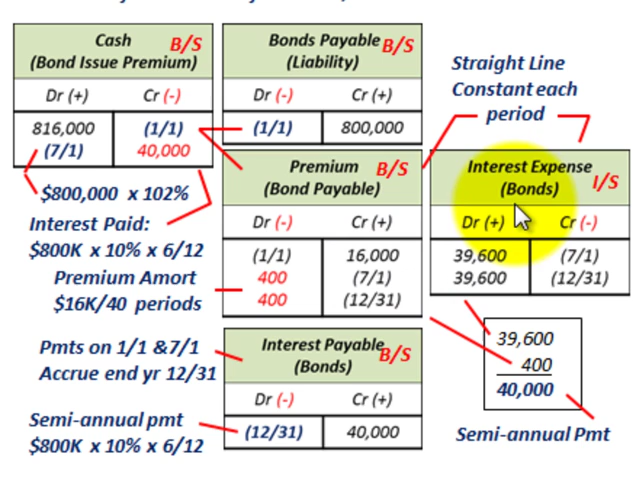 Cash B/S
(Bond Issue Premium)
Dr (+) Cr (-)
816,000 (1/1)
(7/1) 40,000
Bonds Payable B/S
(Liability)
Dr (-) Cr (+)
(1/1) 800,000
Straight Line
Constant each
period
Premium B/S
(Bond Payable)
Dr (-) Cr (+)
(1/1) 16,000
400 (7/1)
400 (12/31)
Interest Expense
(Bonds) I/S
Dr (+) Cr (-)
39,600 (7/1)
39,600 (12/31)
$800,000 x 102%
Interest Paid:
$800K x 10% x 6/12
Premium Amort
$16K/40 periods
Pmts on 1/1 &7/1
Accrue end yr 12/31
Interest Payable B/S
(Bonds)
Dr (-) Cr (+)
(12/31) 40,000
Semi-annual pmt
$800K x 10% x 6/12
39,600
400
40,000
Semi-annual Pmt